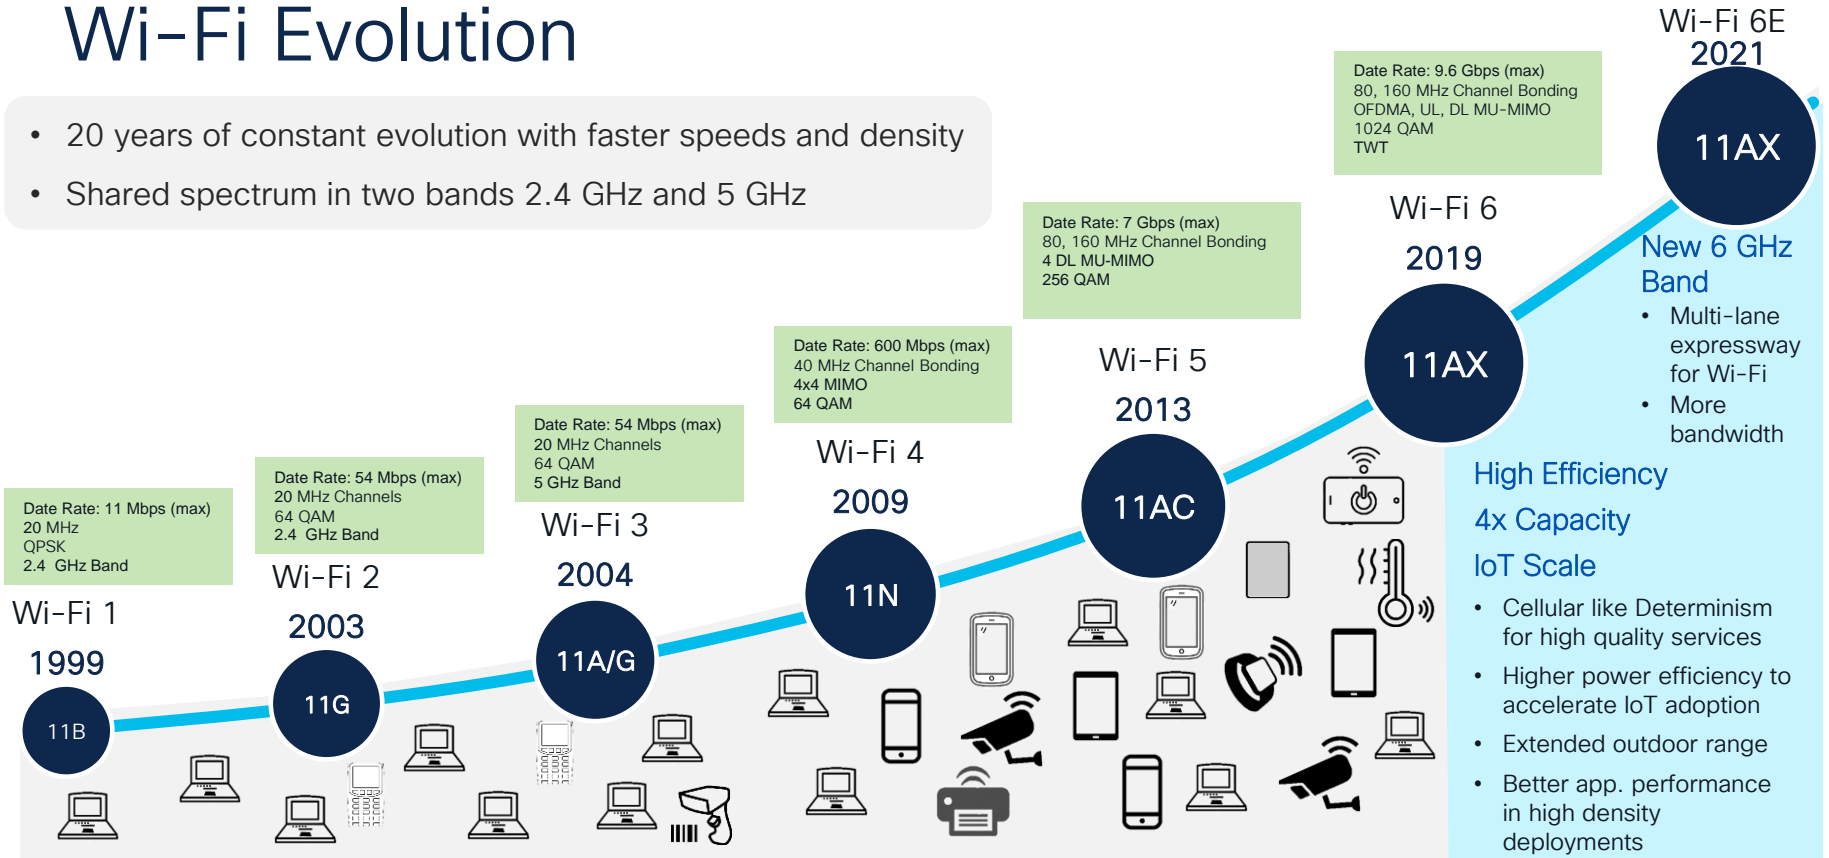 Wi-Fi Evolution
• 20 years of constant evolution with faster speeds and density
• Shared spectrum in two bands 2.4 GHz and 5 GHz
Date Rate: 11 Mbps (max)
20 MHz
QPSK
2.4 GHz Band
Wi-Fi 1
1999
11B
Date Rate: 54 Mbps (max)
20 MHz Channels
64 QAM
2.4 GHz Band
Wi-Fi 2
2003
11G
Date Rate: 54 Mbps (max)
20 MHz Channels
64 QAM
5 GHz Band
Wi-Fi 3
2004
11A/G
Date Rate: 600 Mbps (max)
40 MHz Channel Bonding
4x4 MIMO
64 QAM
Wi-Fi 4
2009
11N
Date Rate: 7 Gbps (max)
80, 160 MHz Channel Bonding
4 DL MU-MIMO
256 QAM
Wi-Fi 5
2013
11AC
Date Rate: 9.6 Gbps (max)
80, 160 MHz Channel Bonding
OFDMA, UL, DL MU-MIMO
1024 QAM
TWT
Wi-Fi 6
2019
11AX
Wi-Fi 6E
2021
11AX
New 6 GHz
Band
• Multi-lane
expressway
for Wi-Fi
• More
bandwidth
High Efficiency
4x Capacity
IoT Scale
• Cellular like Determinism
for high quality services
• Higher power efficiency to
accelerate IoT adoption
• Extended outdoor range
• Better app. performance
in high density
deployments